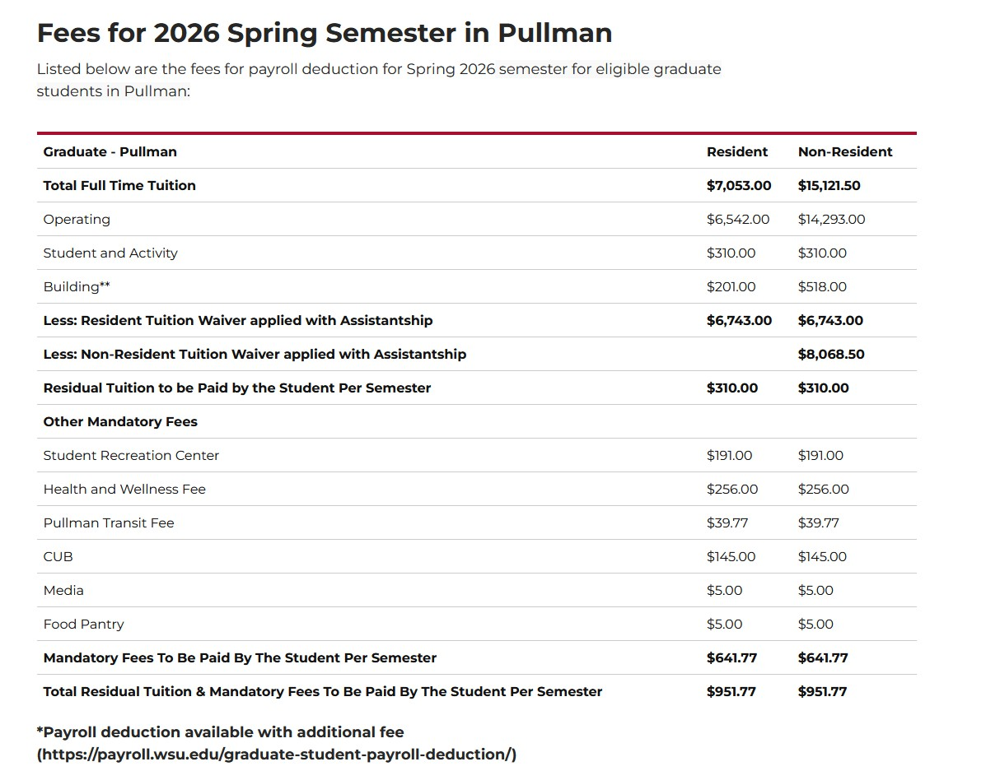 Fees for 2026 Spring Semester in Pullman
Listed below are the fees for payroll deduction for Spring 2026 semester for eligible graduate
students in Pullman:
Graduate - Pullman Resident Non-Resident
Total Full Time Tuition $7,053.00 $15,121.50
Operating $6,542.00 $14,293.00
Student and Activity $310.00 $310.00
Building** $201.00 $518.00
Less: Resident Tuition Waiver applied with Assistantship $6,743.00 $6,743.00
Less: Non-Resident Tuition Waiver applied with Assistantship $8,068.50
Residual Tuition to be Paid by the Student Per Semester $310.00 $310.00
Other Mandatory Fees
Student Recreation Center $191.00 $191.00
Health and Wellness Fee $256.00 $256.00
Pullman Transit Fee $39.77 $39.77
CUB $145.00 $145.00
Media $5.00 $5.00
Food Pantry $5.00 $5.00
Mandatory Fees To Be Paid By The Student Per Semester $641.77 $641.77
Total Residual Tuition & Mandatory Fees To Be Paid By The Student Per Semester $951.77 $951.77
*Payroll deduction available with additional fee
(https://payroll.wsu.edu/graduate-student-payroll-deduction/)